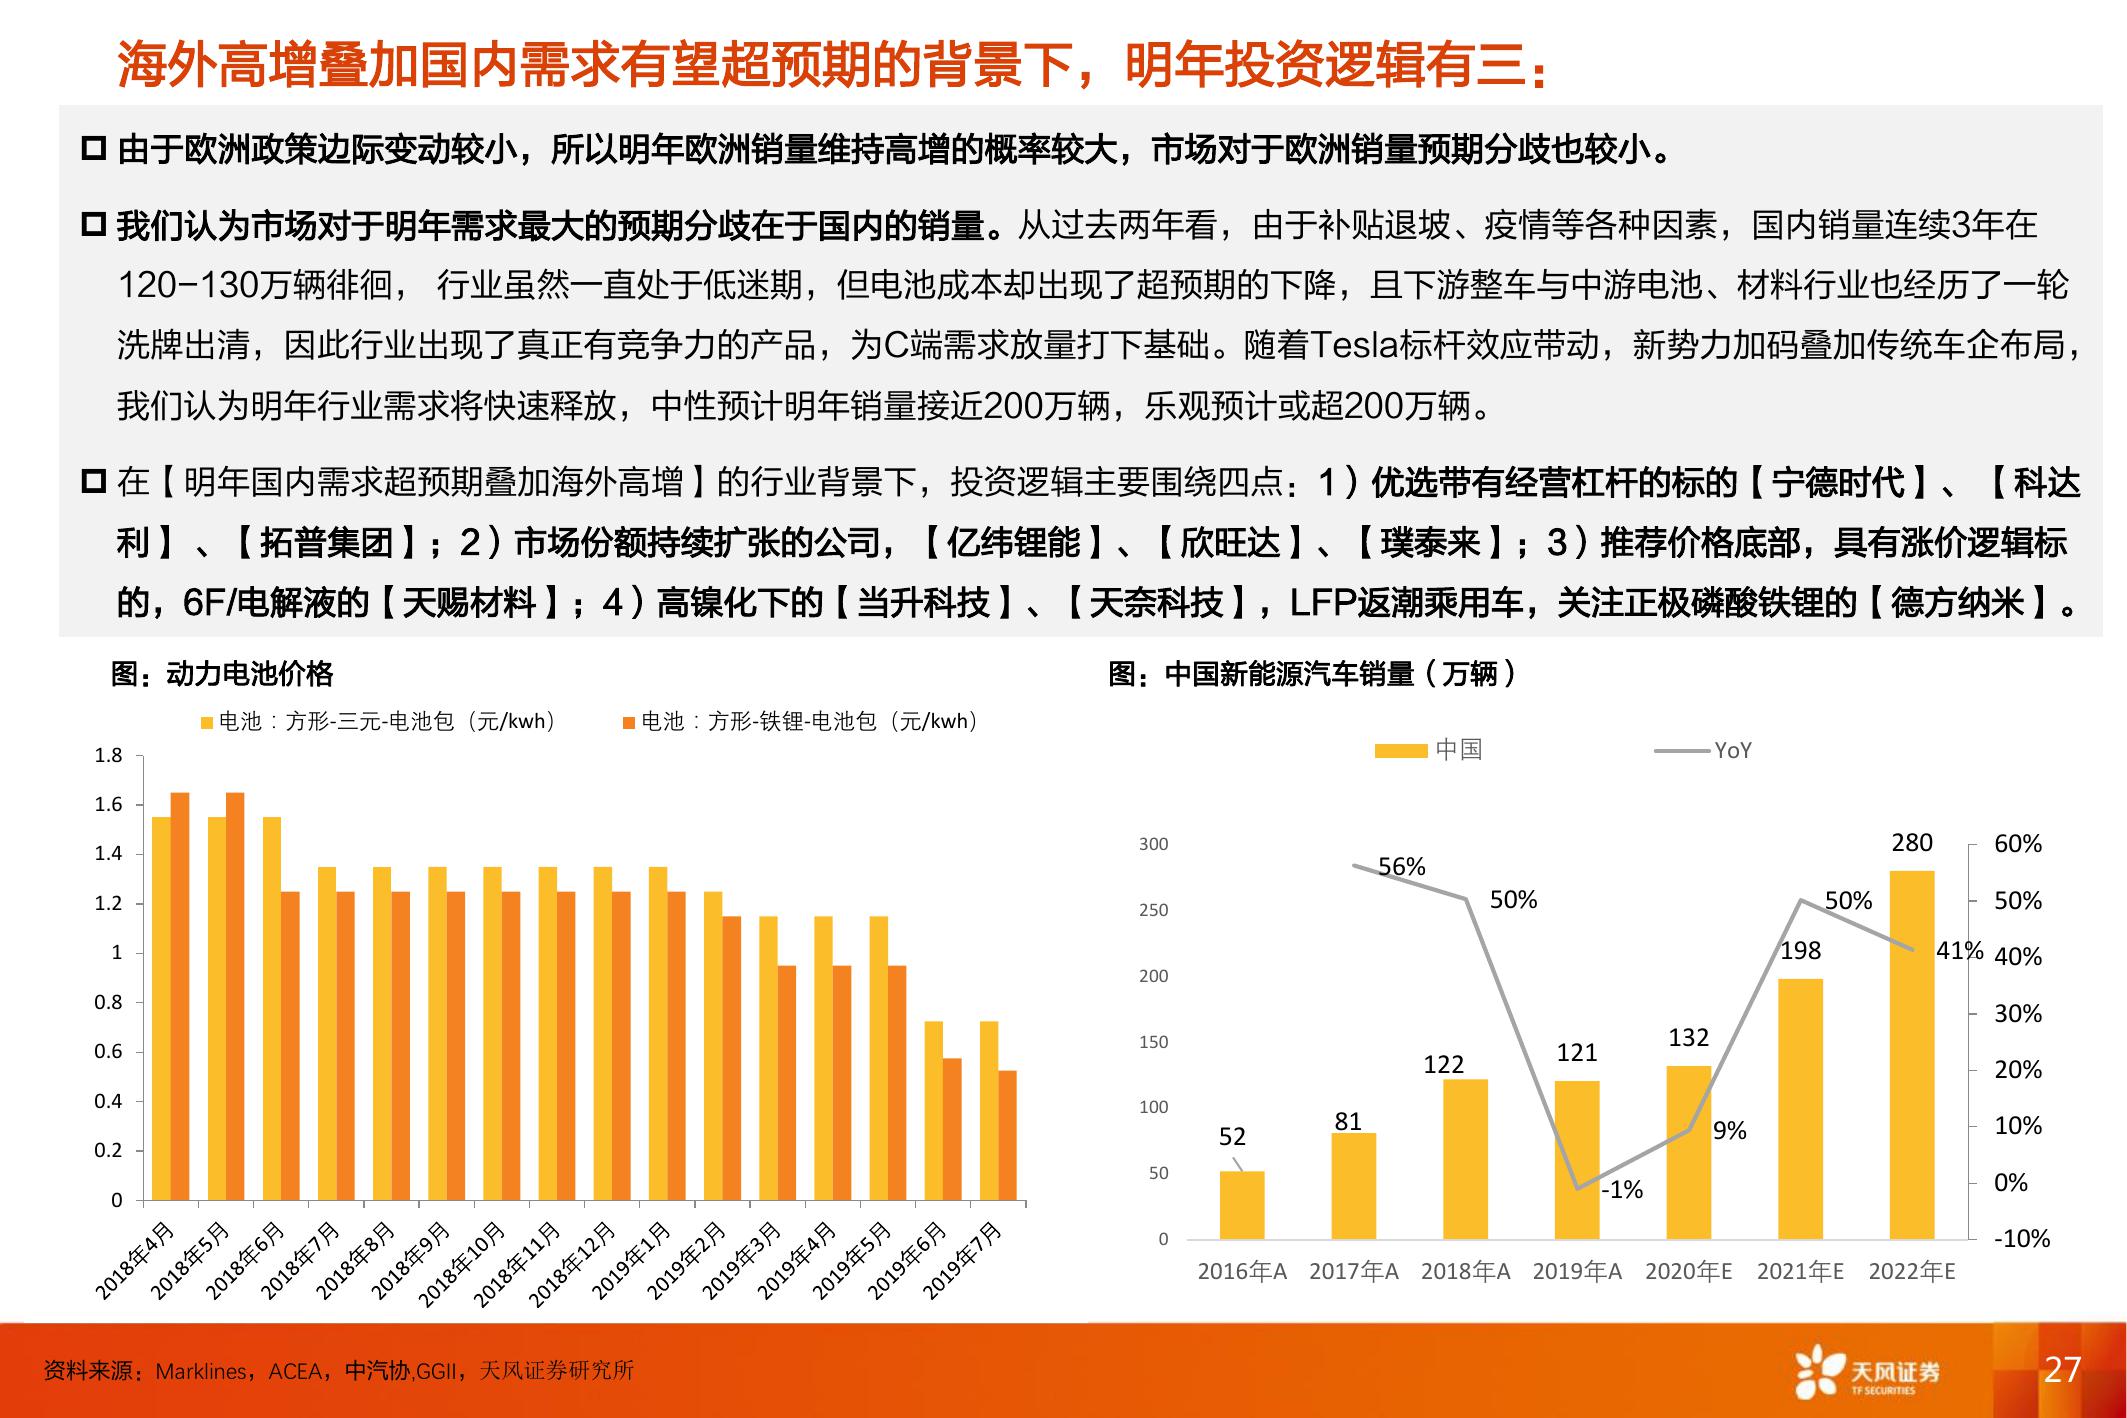 海外高增叠加国内需求有望超预期的背景下，明年投资逻辑有三：
由于欧洲政策边际变动较小，所以明年欧洲销量维持高增的概率较大，市场对于欧洲销量预期分歧也较小。
我们认为市场对于明年需求最大的预期分歧在于国内的销量。从过去两年看，由于补贴退坡、疫情等各种因素，国内销量连续3年在
120-130万辆徘徊， 行业虽然一直处于低迷期，但电池成本却出现了超预期的下降，且下游整车与中游电池、材料行业也经历了一轮
洗牌出清，因此行业出现了真正有竞争力的产品，为C端需求放量打下基础。随着Tesla标杆效应带动，新势力加码叠加传统车企布局，
我们认为明年行业需求将快速释放，中性预计明年销量接近200万辆，乐观预计或超200万辆。
在【明年国内需求超预期叠加海外高增】的行业背景下，投资逻辑主要围绕四点：1）优选带有经营杠杆的标的【宁德时代】、【科达
利】、【拓普集团】；2）市场份额持续扩张的公司，【亿纬锂能】、【欣旺达】、【璞泰来】；3）推荐价格底部，具有涨价逻辑标
的，6F/电解液的【天赐材料】；4）高镍化下的【当升科技】、【天奈科技】，LFP返潮乘用车，关注正极磷酸铁锂的【德方纳米】。
图：动力电池价格
电池：方形-三元-电池包（元/kwh） 电池：方形-铁锂-电池包（元/kwh）
1.8
1.6
1.4
1.2
1
0.8
0.6
0.4
0.2
0
2018年4月 2018年5月 2018年6月 2018年7月 2018年8月 2018年9月 2018年10月 2018年11月 2018年12月 2019年1月 2019年2月 2019年3月 2019年4月 2019年5月 2019年6月 2019年7月
图：中国新能源汽车销量（万辆）
中国 YoY
300
250
200
150
100
50
0
52 81 122 121 132 198 280
56% 50% -1% 9% 50% 41%
60%
50%
40%
30%
20%
10%
0%
-10%
2016年A 2017年A 2018年A 2019年A 2020年E 2021年E 2022年E
资料来源：Marklines，ACEA，中汽协,GGII，天风证券研究所
天风证券
TF SECURITIES
27